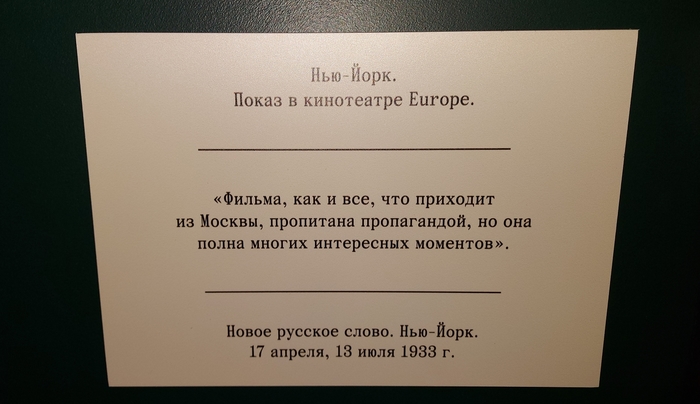 Нью-Йорк.
Показ в кинотеатре Europe.
«Фильма, как и все, что приходит
из Москвы, пропитана пропагандой, но она
полна многих интересных моментов».
Новое русское слово. Нью-Йорк.
17 апреля, 13 июля 1933 г.